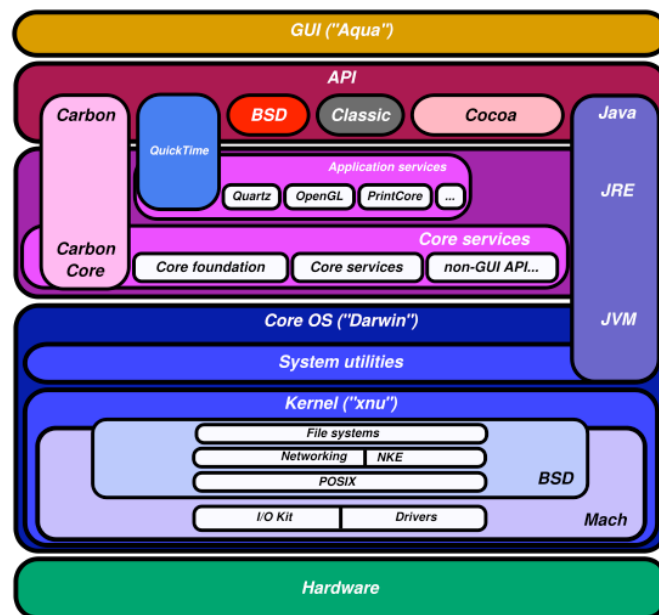 GUI ("Aqua")
API
Carbon
QuickTime
BSD
Classic
Cocoa
Java
Application services
Quartz
OpenGL
PrintCore
...
JRE
Carbon
Core
Core services
Core foundation
Core services
non-GUI API...
Core OS ("Darwin")
JVM
System utilities
Kernel ("xnu")
File systems
Networking
NKE
POSIX
BSD
I/O Kit
Drivers
Mach
Hardware